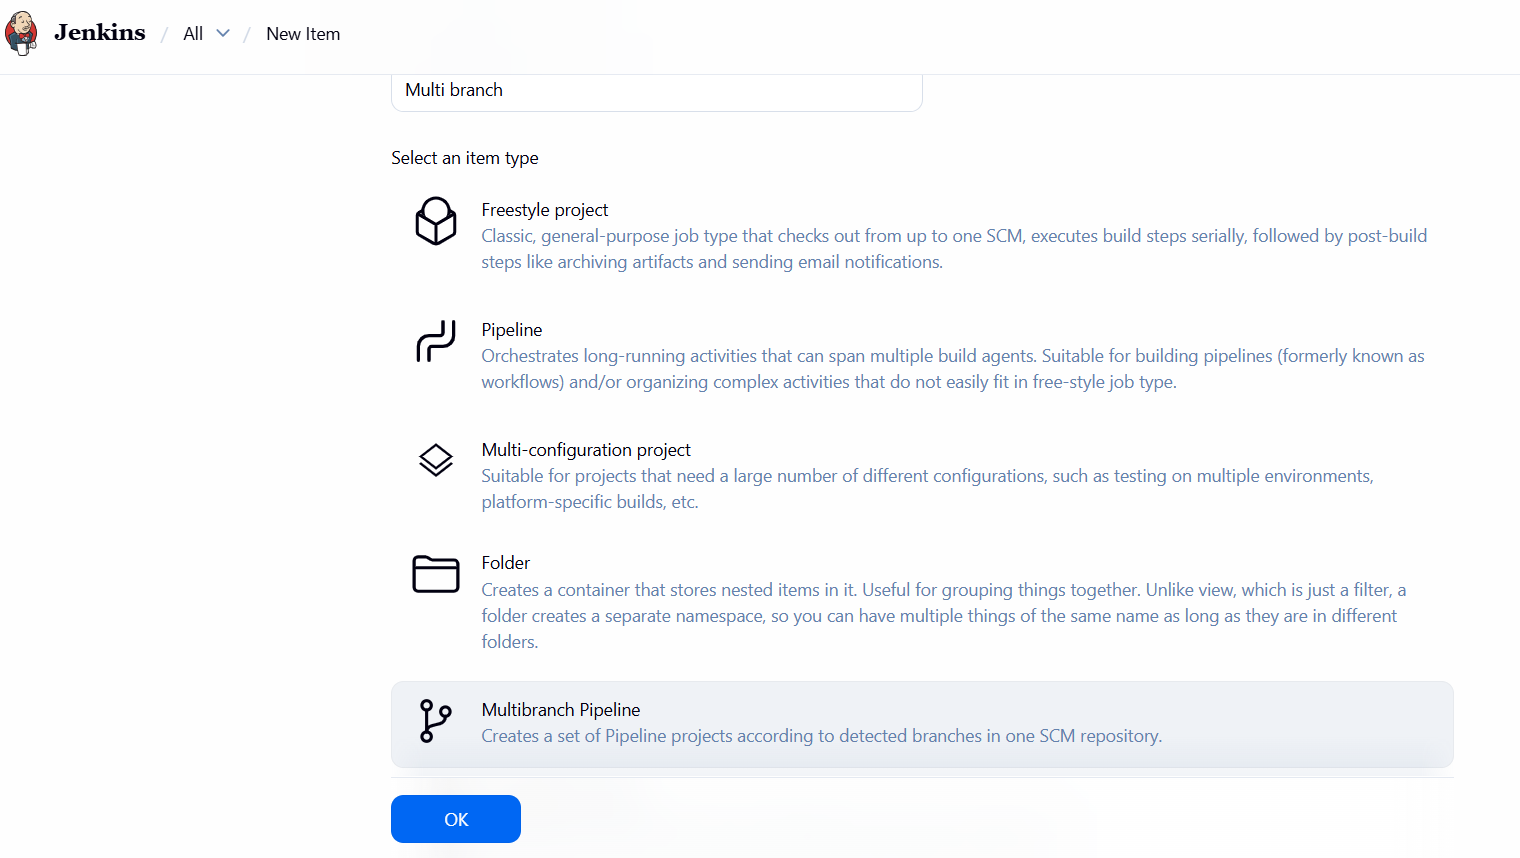 Jenkins / All / New Item
Multi branch
Select an item type
Freestyle project
Classic, general-purpose job type that checks out from up to one SCM, executes build steps serially, followed by post-build
steps like archiving artifacts and sending email notifications.
Pipeline
Orchestrates long-running activities that can span multiple build agents. Suitable for building pipelines (formerly known as
workflows) and/or organizing complex activities that do not easily fit in free-style job type.
Multi-configuration project
Suitable for projects that need a large number of different configurations, such as testing on multiple environments,
platform-specific builds, etc.
Folder
Creates a container that stores nested items in it. Useful for grouping things together. Unlike view, which is just a filter, a
folder creates a separate namespace, so you can have multiple things of the same name as long as they are in different
folders.
Multibranch Pipeline
Creates a set of Pipeline projects according to detected branches in one SCM repository.
OK